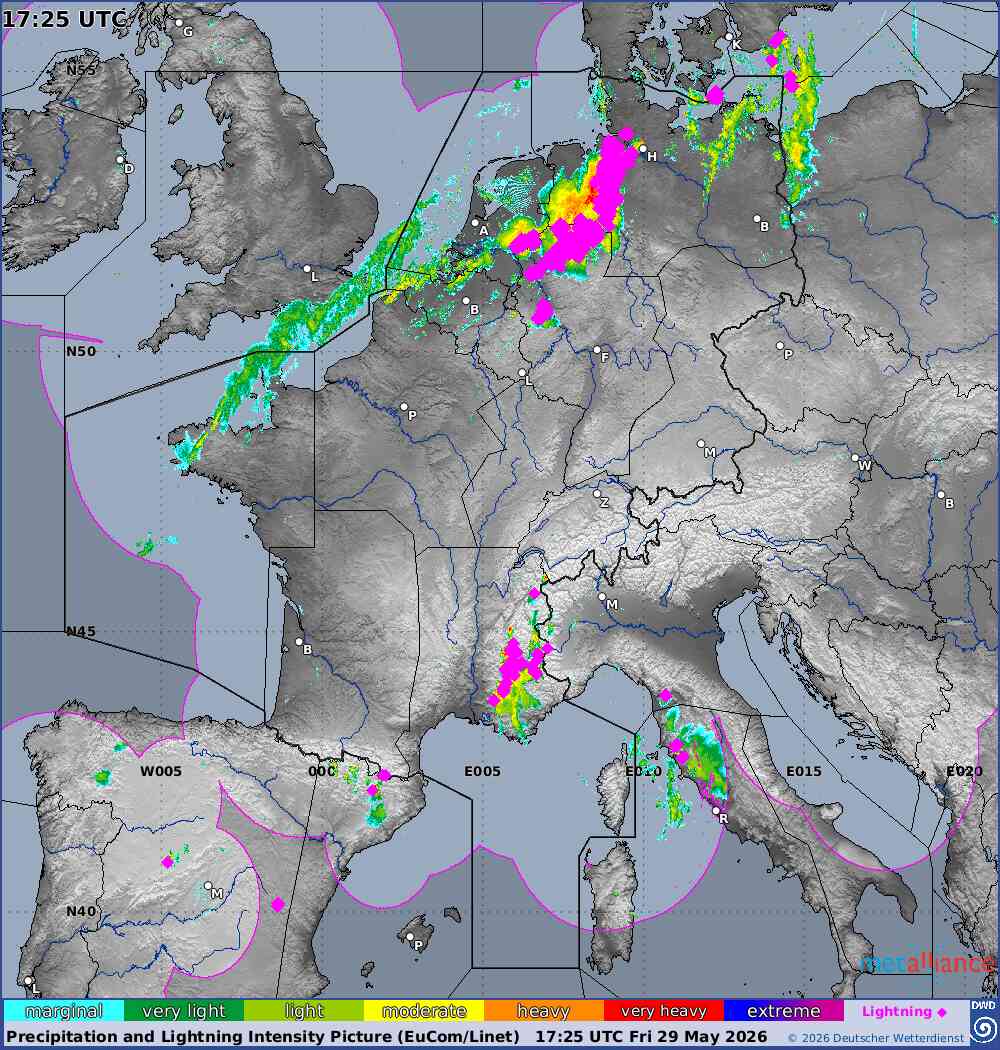 17:25 UTC
G
K
N55
H
D
B
A
L
B
N50
P
F
L
P
M
W
Z
B
M
N45
B
W005
000
E005
E010
E015
E020
R
M
N40
P
L
metalliance
marginal very light light moderate heavy very heavy extreme Lightning
DWD
Precipitation and Lightning Intensity Picture (EuCom/Linet) 17:25 UTC Fri 29 May 2026 © 2026 Deutscher Wetterdienst